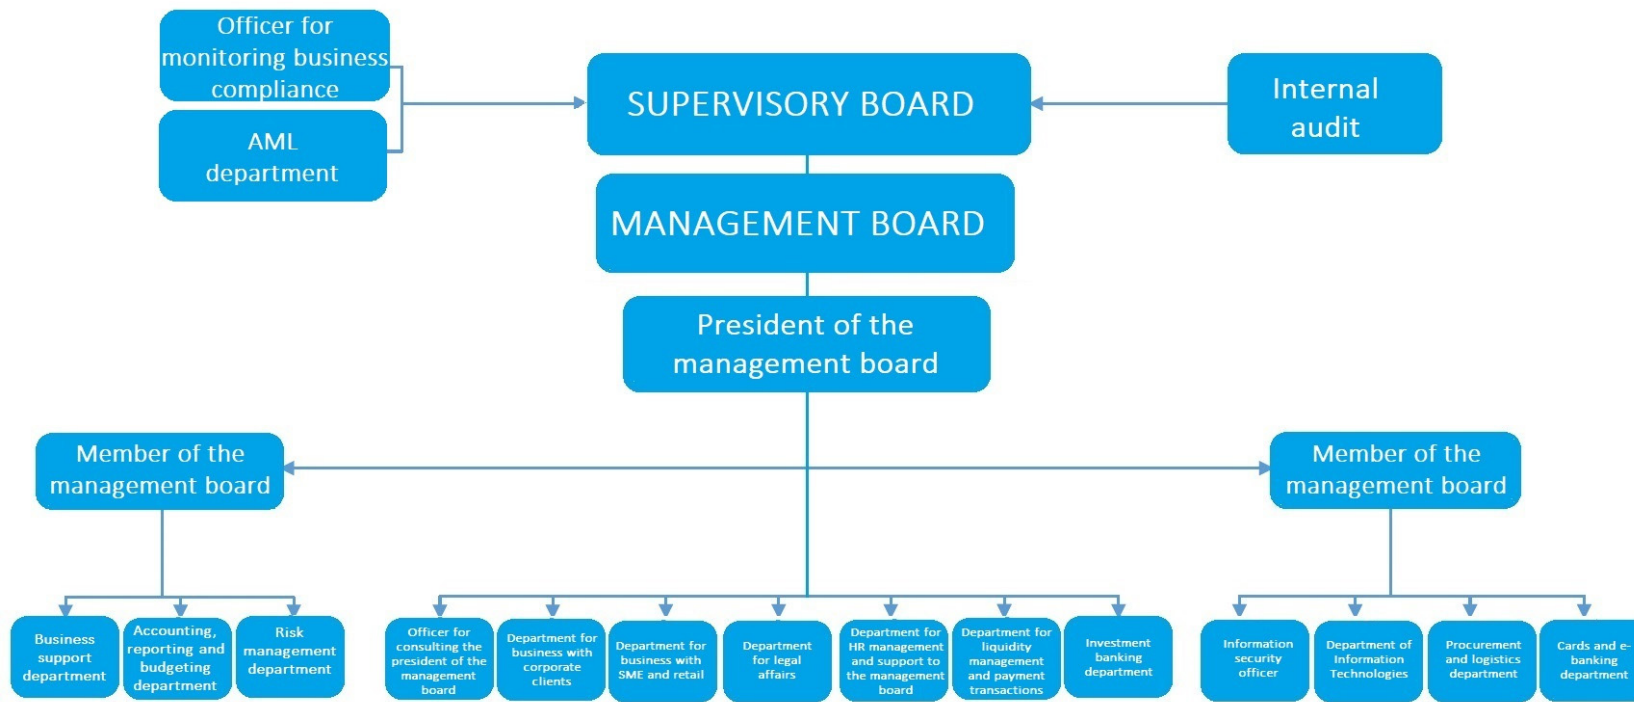 Officer for
monitoring business
compliance
AML
department
SUPERVISORY BOARD
Internal
audit
MANAGEMENT BOARD
President of the
management board
Member of the
management board
Member of the
management board
Business
support
department
Accounting,
reporting and
budgeting
department
Risk
management
department
Officer for
consulting the
president of the
management
board
Department for
business with
corporate
clients
Department for
business with
SME and retail
Department
for legal
affairs
Department for
HR management
and support to
the management
board
Department for
liquidity
management
and payment
transactions
Investment
banking
department
Information
security
officer
Department of
Information
Technologies
Procurement
and logistics
department
Cards and e-
banking
department